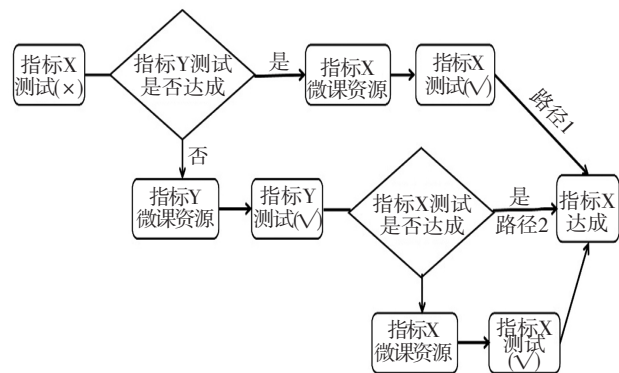 指标X
测试(×)
指标Y测试
是否达成
是
指标X
微课资源
指标X
测试(√)
路径1
否
指标Y
微课资源
指标Y
测试(√)
指标X测试
是否达成
是
路径2
指标X
达成
指标X
微课资源
指标X
测试
(√)